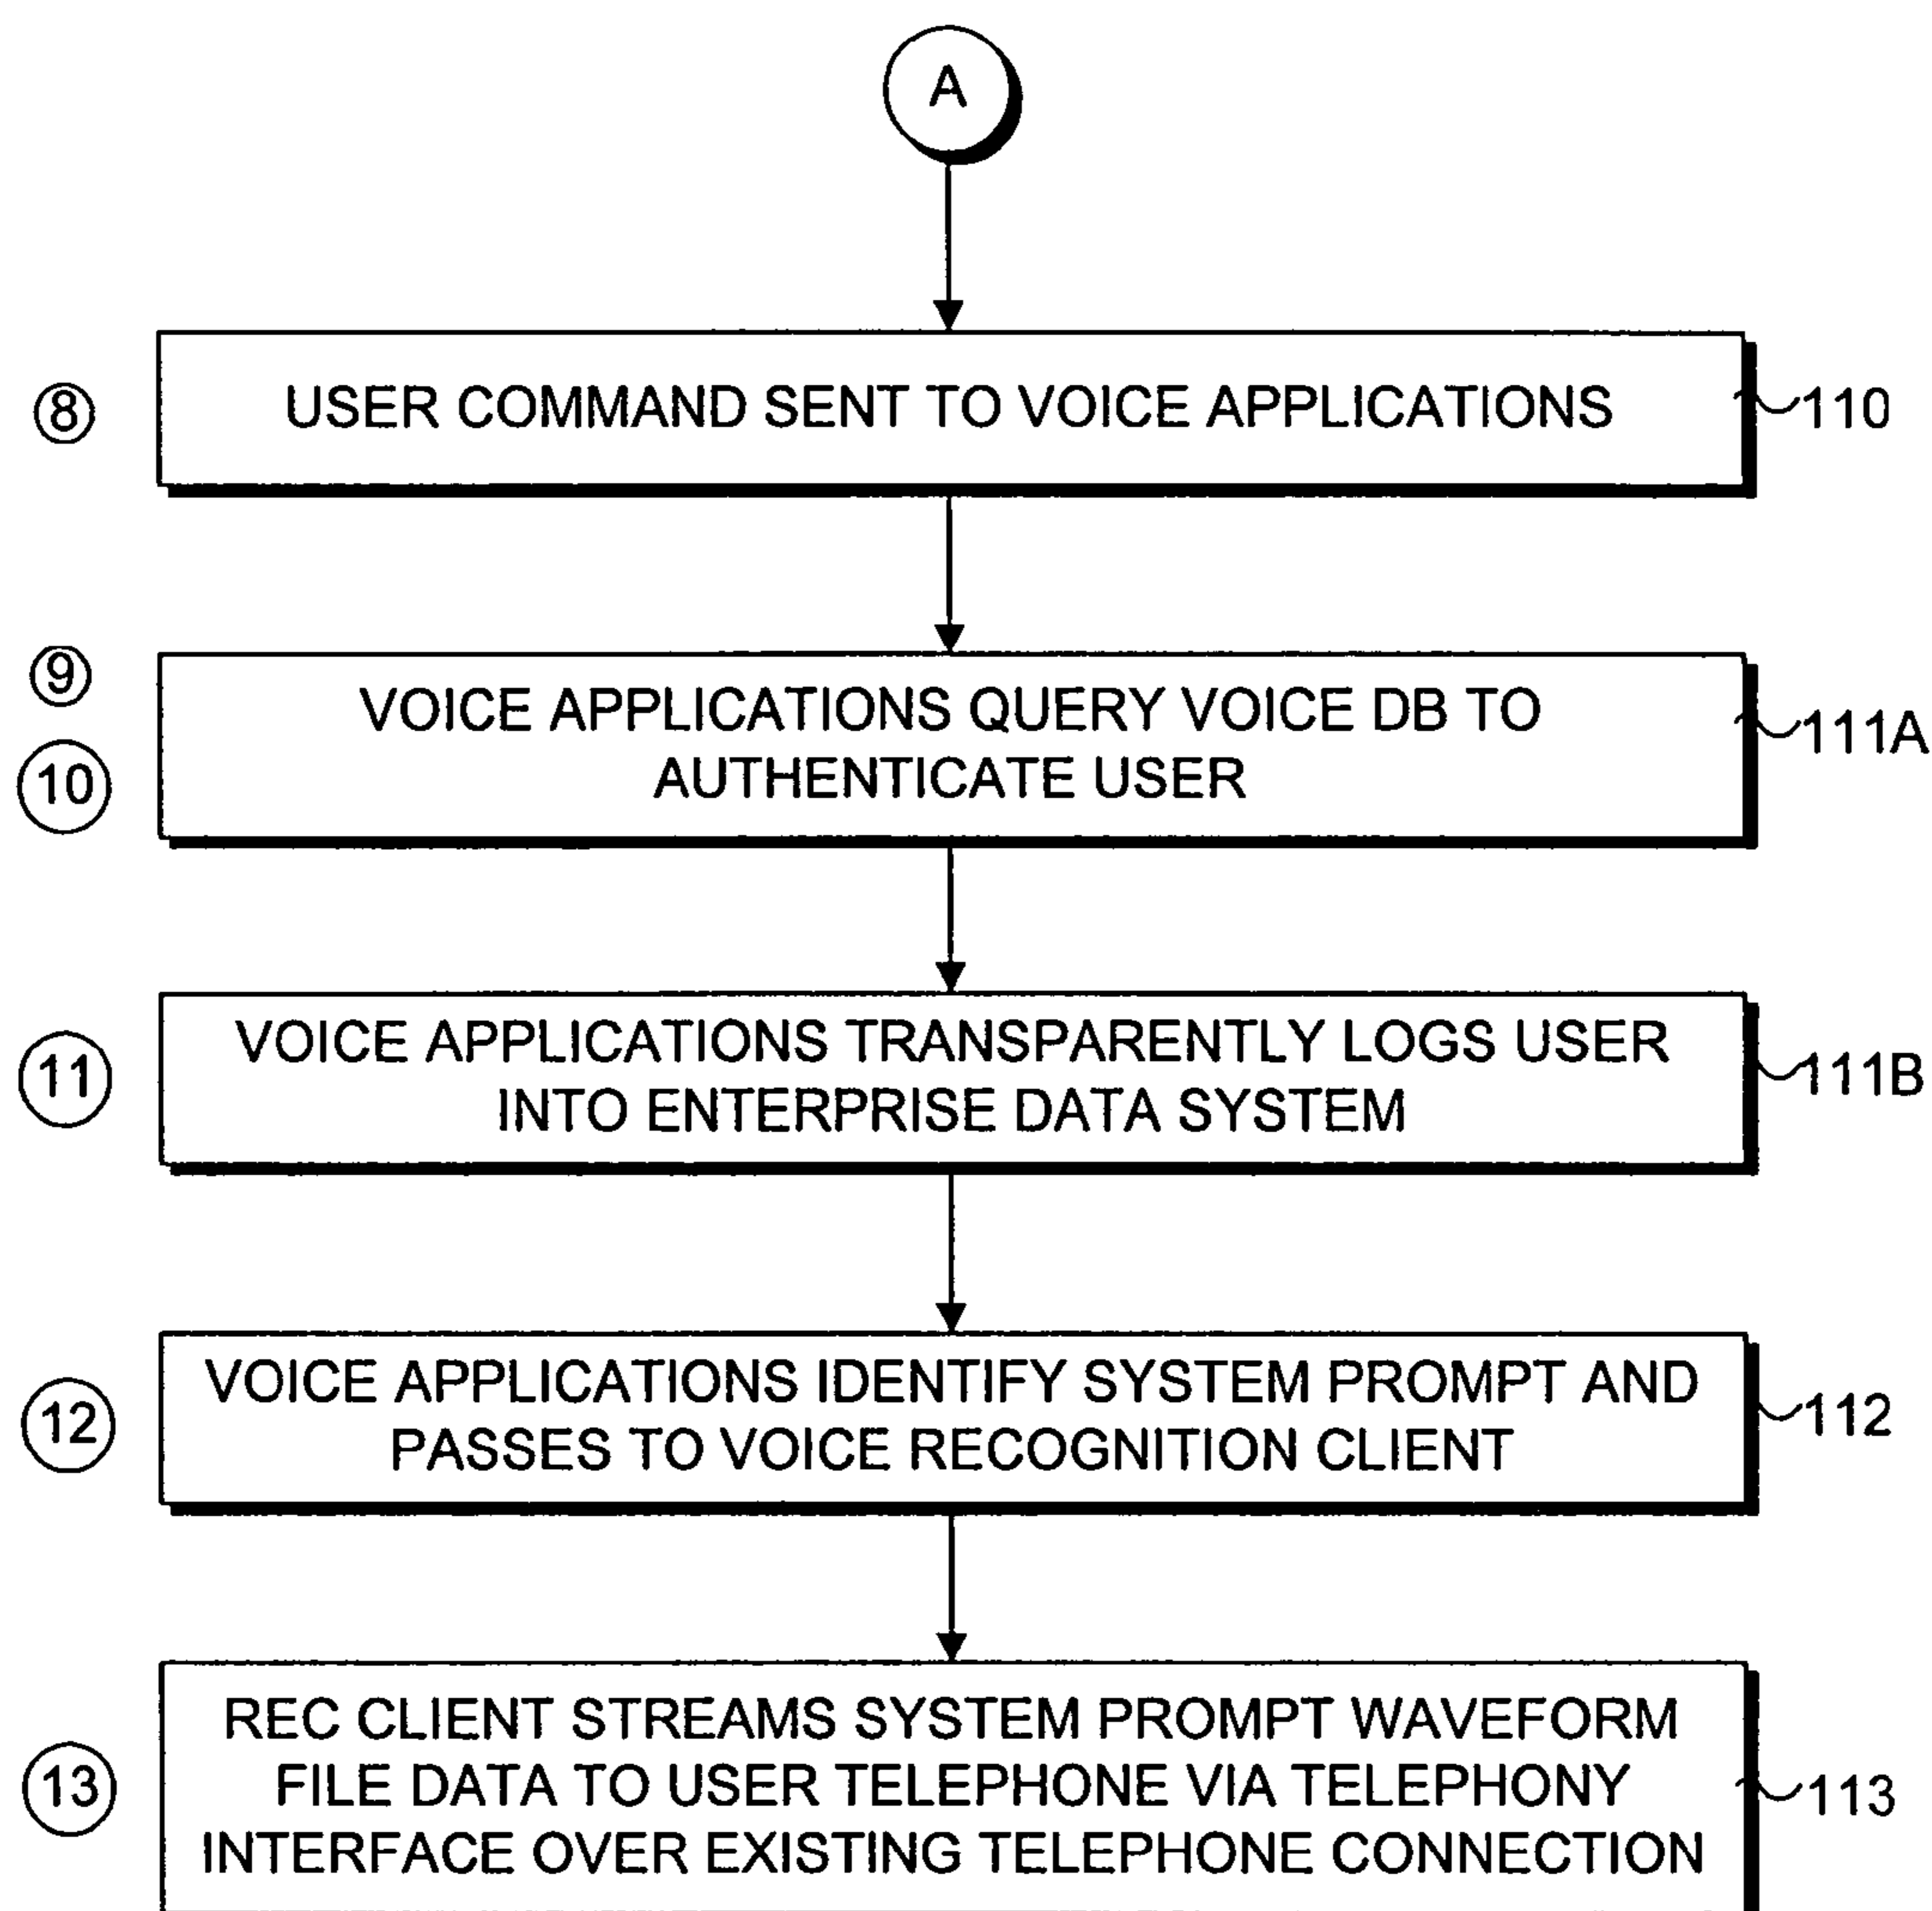 A
8
USER COMMAND SENT TO VOICE APPLICATIONS
110
9
10
VOICE APPLICATIONS QUERY VOICE DB TO
AUTHENTICATE USER
111A
11
VOICE APPLICATIONS TRANSPARENTLY LOGS USER
INTO ENTERPRISE DATA SYSTEM
111B
12
VOICE APPLICATIONS IDENTIFY SYSTEM PROMPT AND
PASSES TO VOICE RECOGNITION CLIENT
112
13
REC CLIENT STREAMS SYSTEM PROMPT WAVEFORM
FILE DATA TO USER TELEPHONE VIA TELEPHONY
INTERFACE OVER EXISTING TELEPHONE CONNECTION
113